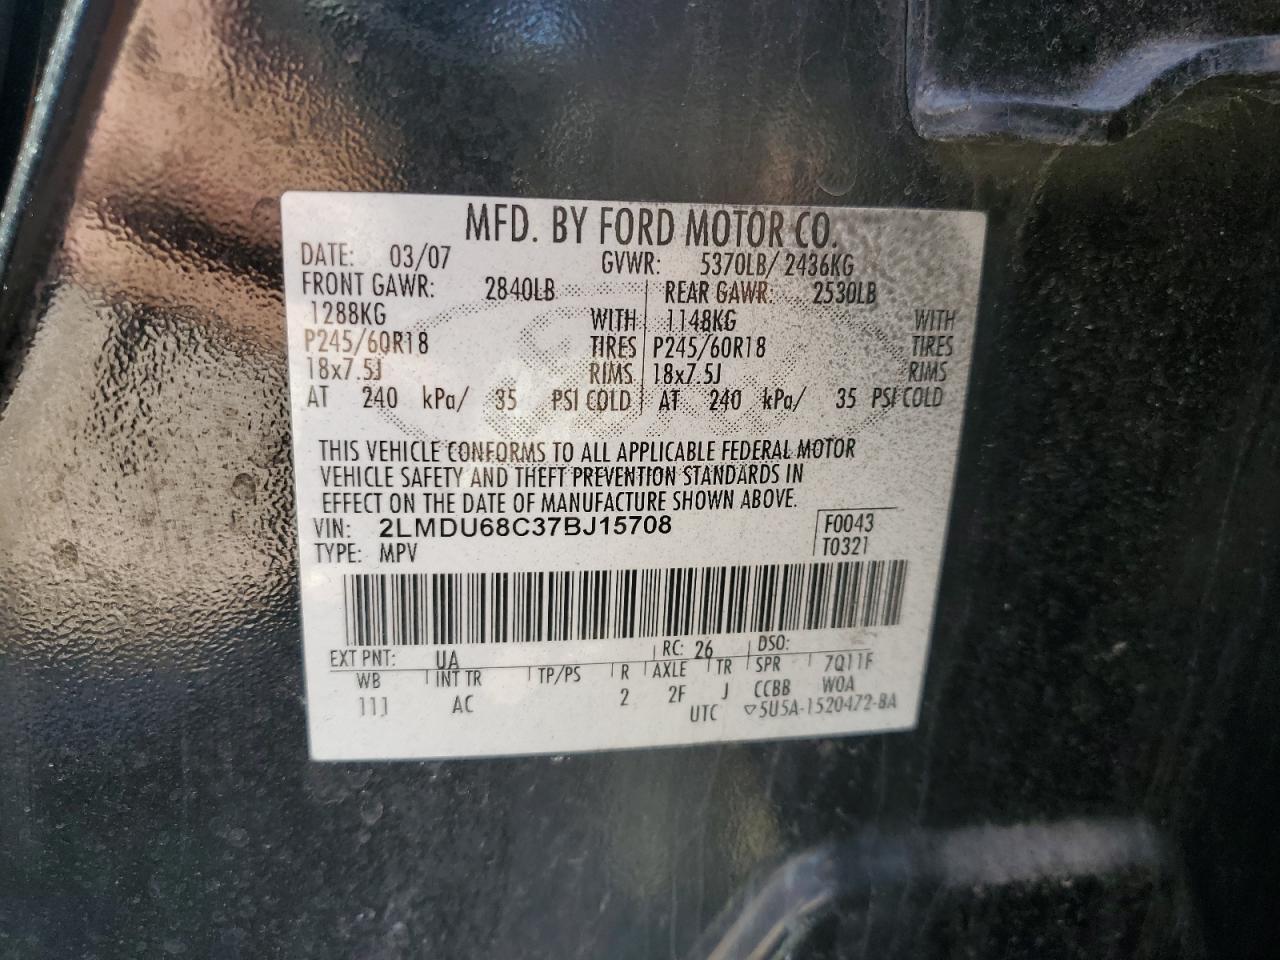 MFD. BY FORD MOTOR CO.
DATE: 03/07 GVWR: 5370LB/ 2436KG
FRONT GAWR: 2840LB REAR GAWR: 2530LB
1288KG WITH 1148KG WITH
P245/60R18 TIRES P245/60R18 TIRES
18x7.5J RIMS 18x7.5J RIMS
AT 240 kPa/ 35 PSI COLD AT 240 kPa/ 35 PSI COLD
THIS VEHICLE CONFORMS TO ALL APPLICABLE FEDERAL MOTOR
VEHICLE SAFETY AND THEFT PREVENTION STANDARDS IN
EFFECT ON THE DATE OF MANUFACTURE SHOWN ABOVE.
VIN: 2LMDU68C37BJ15708 F0043
TYPE: MPV T0321
EXT PNT: UA RC: 26 DSO:
WB INT TR TP/PS R AXLE TR SPR 7Q11F
111 AC 2 2F J CCBB WOA
UTC ▽5U5A-1520472-BA